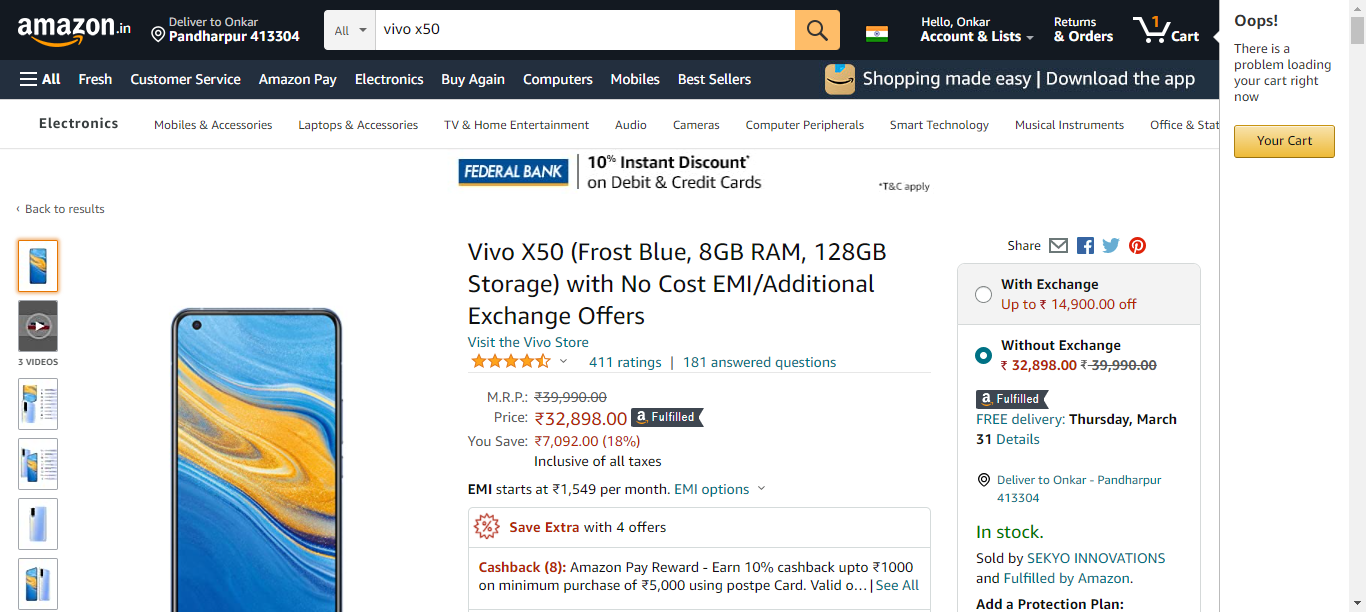 amazon.in
Deliver to Onkar
Pandharpur 413304
All
vivo x50
Hello, Onkar
Account & Lists
Returns
& Orders
1
Cart
All
Fresh
Customer Service
Amazon Pay
Electronics
Buy Again
Computers
Mobiles
Best Sellers
Shopping made easy | Download the app
Oops!
There is a
problem loading
your cart right
now
Your Cart
Electronics
Mobiles & Accessories
Laptops & Accessories
TV & Home Entertainment
Audio
Cameras
Computer Peripherals
Smart Technology
Musical Instruments
Office & Stat
FEDERAL BANK
10% Instant Discount*
on Debit & Credit Cards
*T&C apply
‹ Back to results
3 VIDEOS
Vivo X50 (Frost Blue, 8GB RAM, 128GB
Storage) with No Cost EMI/Additional
Exchange Offers
Visit the Vivo Store
411 ratings | 181 answered questions
M.R.P.: ₹39,990.00
Price: ₹32,898.00 a Fulfilled
You Save: ₹7,092.00 (18%)
Inclusive of all taxes
EMI starts at ₹1,549 per month. EMI options
% Save Extra with 4 offers
Cashback (8): Amazon Pay Reward - Earn 10% cashback upto ₹1000
on minimum purchase of ₹5,000 using postpe Card. Valid o… | See All
Share
With Exchange
Up to ₹ 14,900.00 off
Without Exchange
₹ 32,898.00 ₹ 39,990.00
a Fulfilled
FREE delivery: Thursday, March
31 Details
Deliver to Onkar - Pandharpur
413304
In stock.
Sold by SEKYO INNOVATIONS
and Fulfilled by Amazon.
Add a Protection Plan: